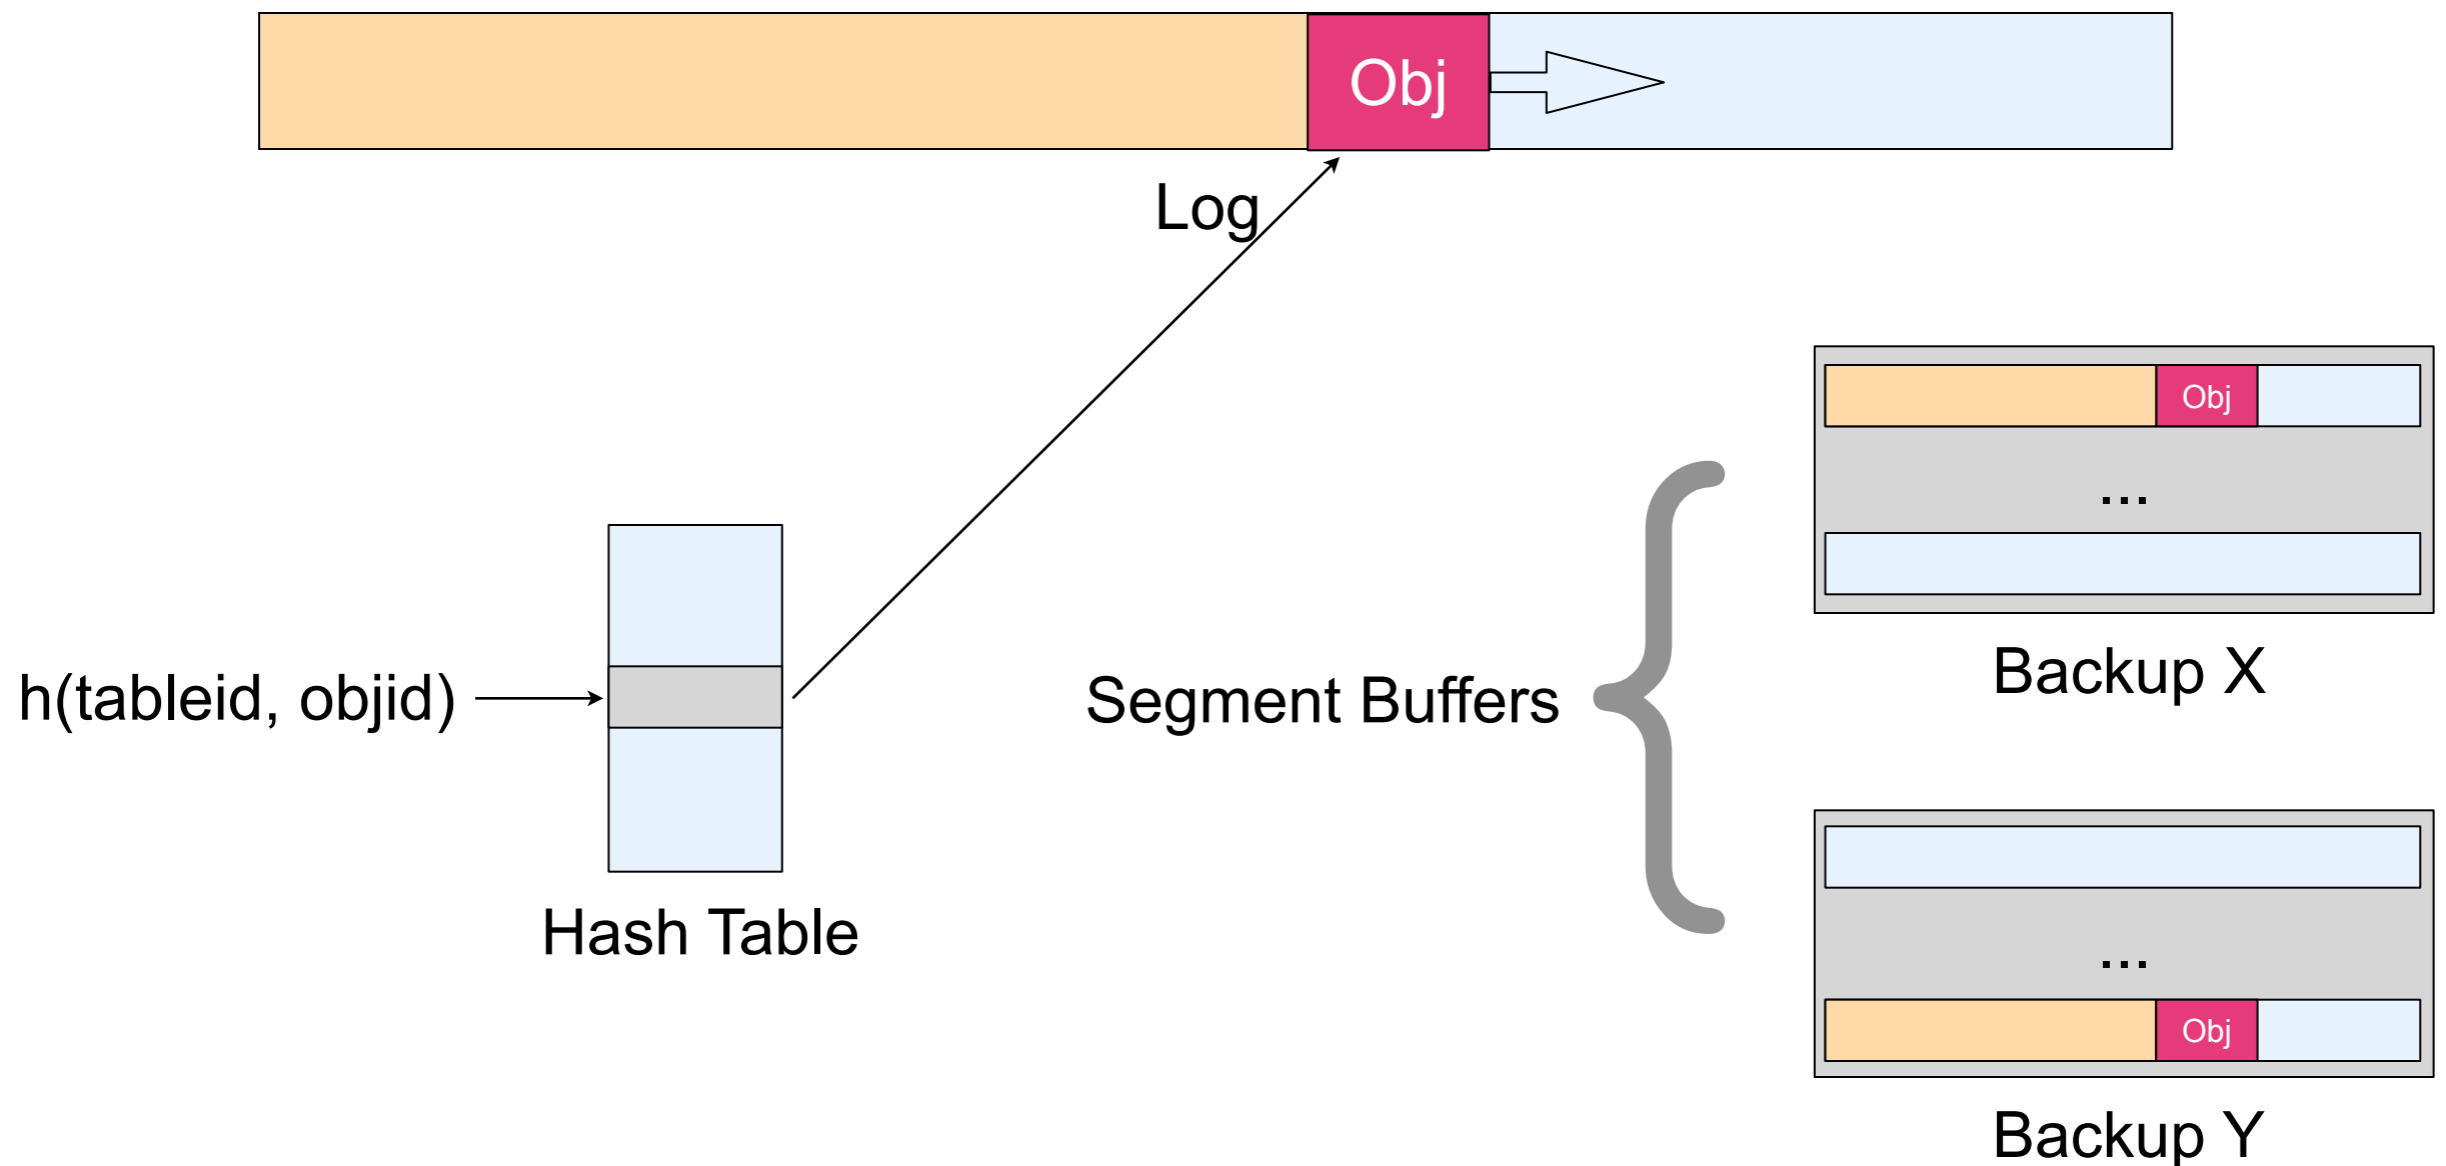 Obj
Log
Obj
...
h(tableid, objid)
Segment Buffers
Backup X
Hash Table
...
Obj
Backup Y